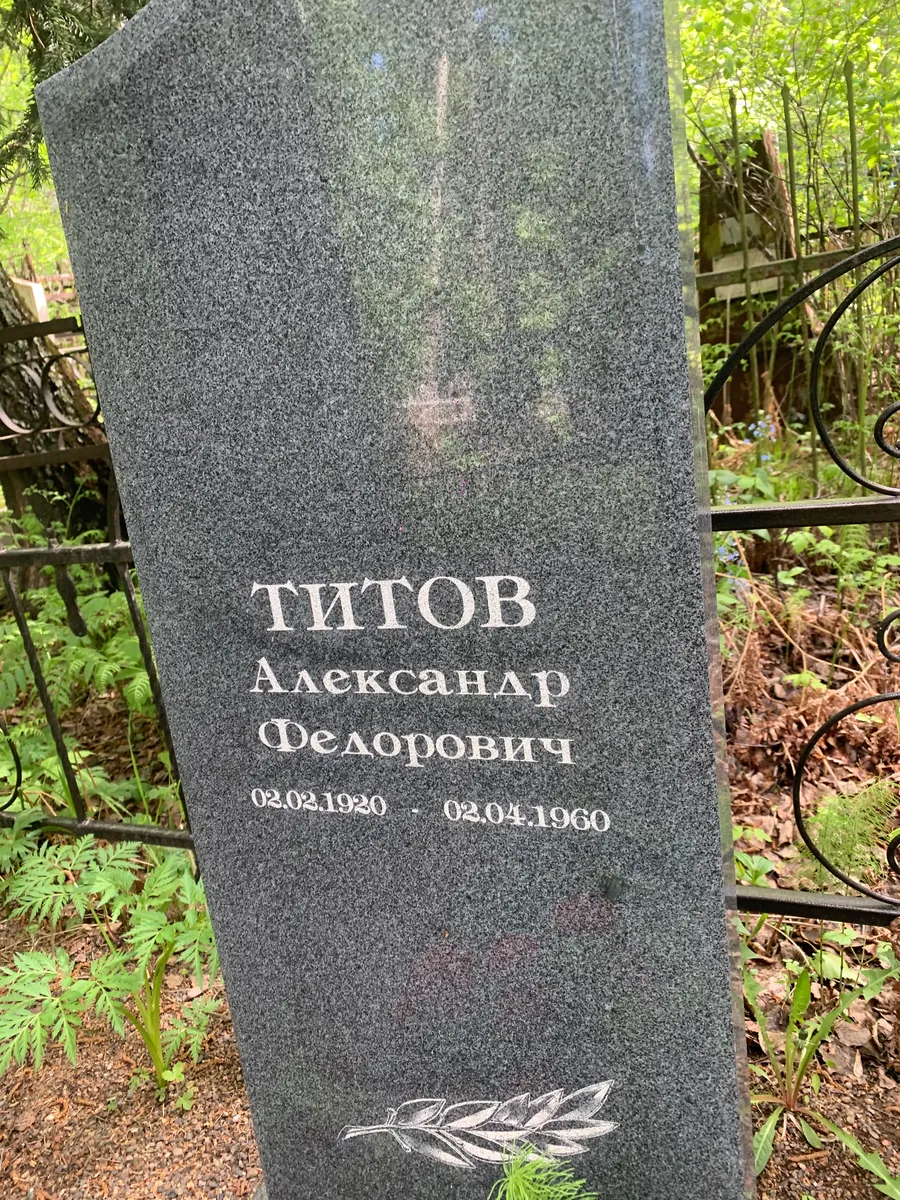 ТИТОВ
Александр
Федорович
02.02.1920 - 02.04.1960